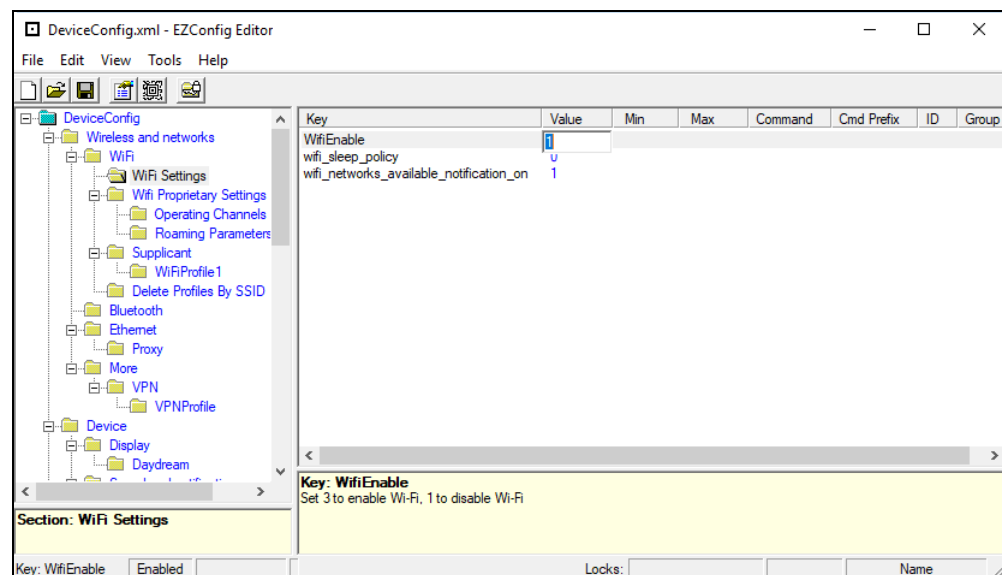 DeviceConfig.xml - EZConfig Editor
File Edit View Tools Help
DeviceConfig
Wireless and networks
WiFi
WiFi Settings
Wifi Proprietary Settings
Operating Channels
Roaming Parameters
Supplicant
WiFiProfile1
Delete Profiles By SSID
Bluetooth
Ethernet
Proxy
More
VPN
VPNProfile
Device
Display
Daydream
Key Value Min Max Command Cmd Prefix ID Group
WifiEnable 1
wifi_sleep_policy 0
wifi_networks_available_notification_on 1
Key: WifiEnable
Set 3 to enable Wi-Fi, 1 to disable Wi-Fi
Section: WiFi Settings
Key: WifiEnable Enabled Locks: Name